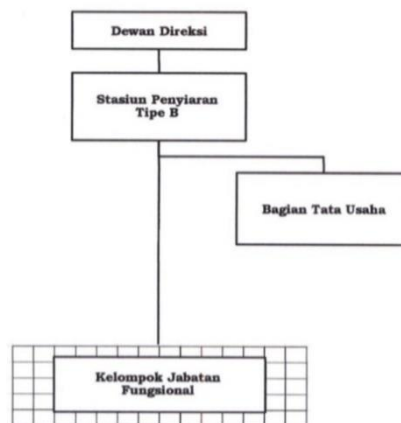 Dewan Direksi
Stasiun Penyiaran
Tipe B
Bagian Tata Usaha
Kelompok Jabatan
Fungsional